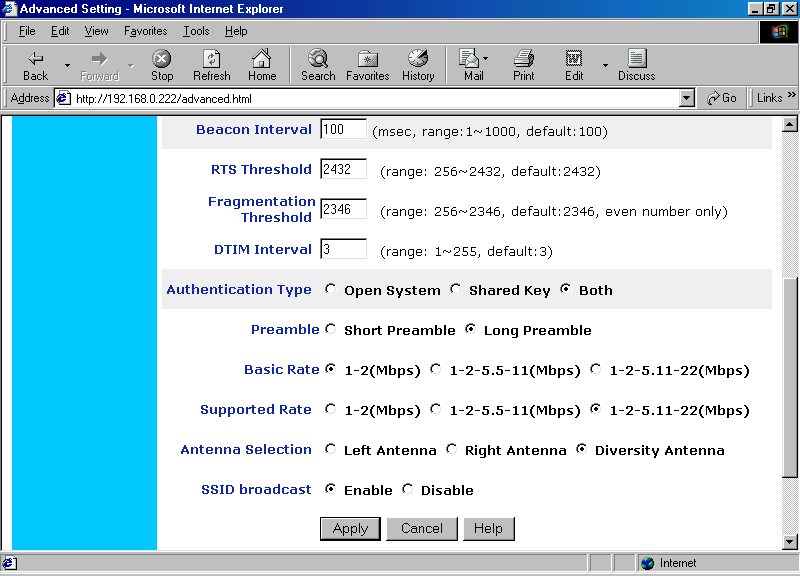 Advanced Setting - Microsoft Internet Explorer
File Edit View Favorites Tools Help
Back Forward Stop Refresh Home Search Favorites History Mail Print Edit Discuss
Address http://192.168.0.222/advanced.html Go Links »
Beacon Interval 100 (msec, range:1~1000, default:100)
RTS Threshold 2432 (range: 256~2432, default:2432)
Fragmentation
Threshold 2346 (range: 256~2346, default:2346, even number only)
DTIM Interval 3 (range: 1~255, default:3)
Authentication Type Open System Shared Key Both
Preamble Short Preamble Long Preamble
Basic Rate 1-2(Mbps) 1-2-5.5-11(Mbps) 1-2-5.11-22(Mbps)
Supported Rate 1-2(Mbps) 1-2-5.5-11(Mbps) 1-2-5.11-22(Mbps)
Antenna Selection Left Antenna Right Antenna Diversity Antenna
SSID broadcast Enable Disable
Apply Cancel Help
Internet